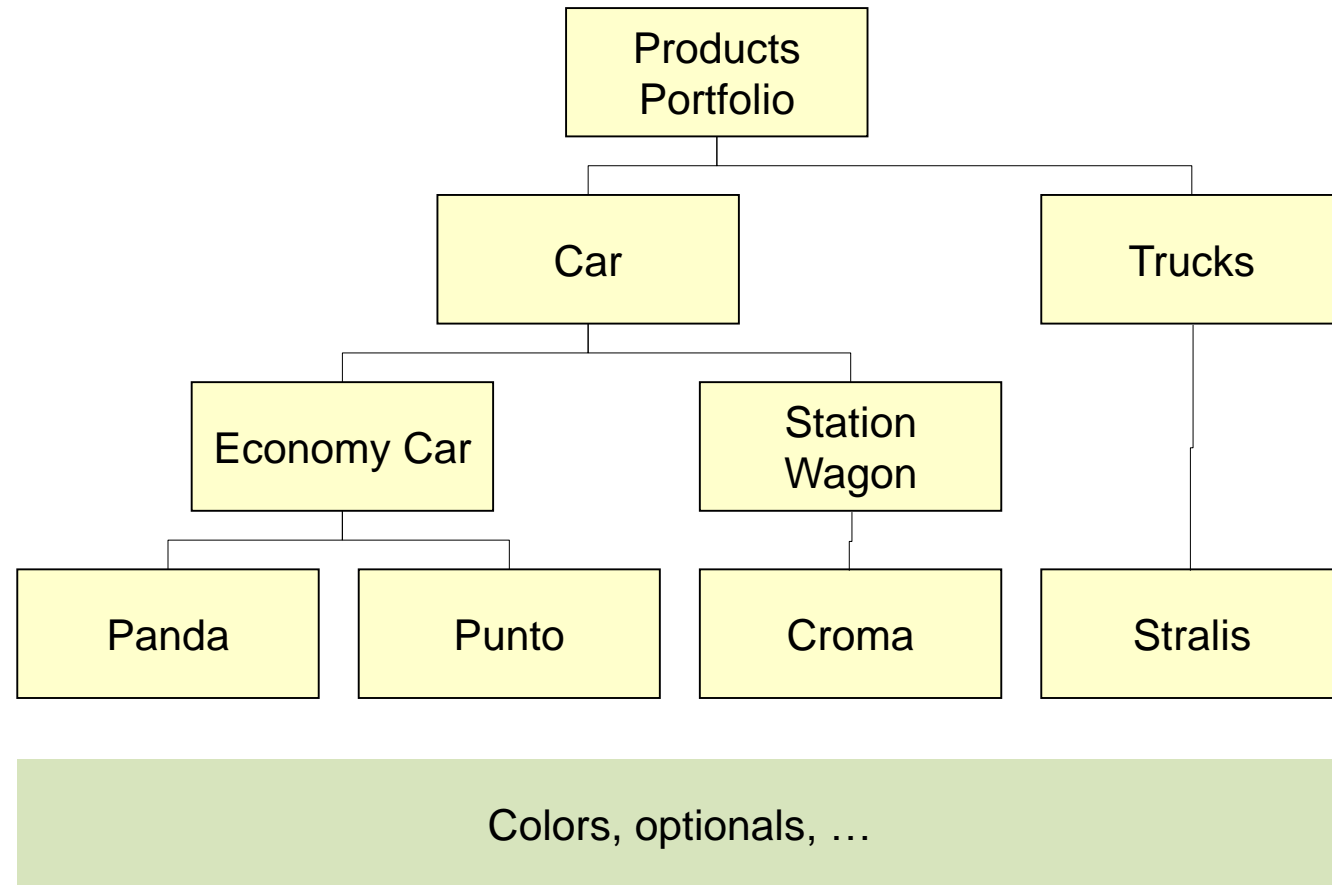 Products
Portfolio
Car
Trucks
Economy Car
Station
Wagon
Panda
Punto
Croma
Stralis
Colors, optionals, …